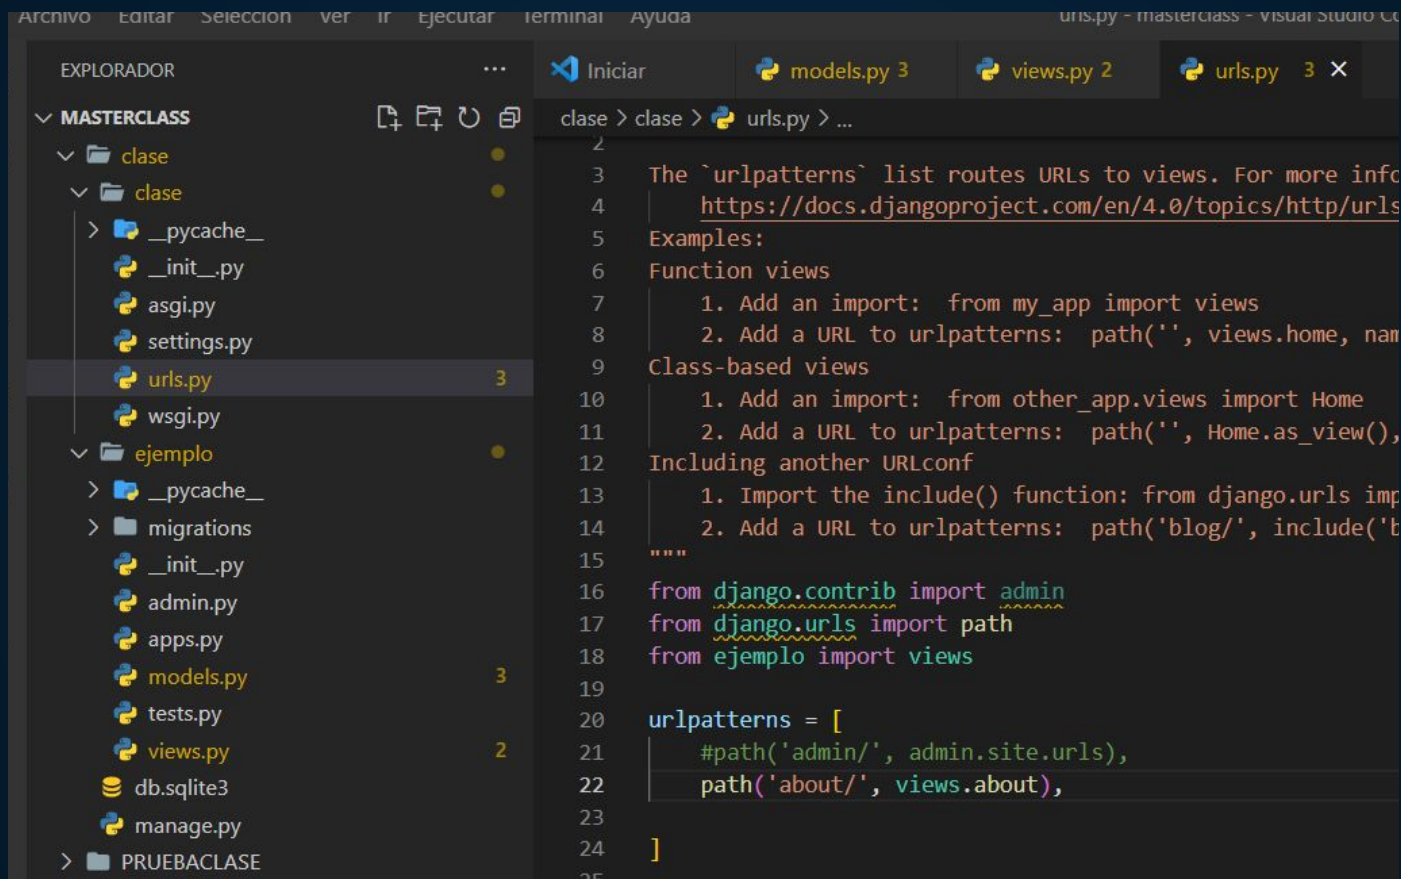 Archivo Editar Selección Ver Ir Ejecutar Terminal Ayuda urls.py - masterclass - Visual Studio Co
EXPLORADOR ...
MASTERCLASS
clase
clase
__pycache__
__init__.py
asgi.py
settings.py
urls.py 3
wsgi.py
ejemplo
__pycache__
migrations
__init__.py
admin.py
apps.py
models.py 3
tests.py
views.py 2
db.sqlite3
manage.py
PRUEBACLASE
Iniciar models.py 3 views.py 2 urls.py 3
clase > clase > urls.py > ...
2
3 The `urlpatterns` list routes URLs to views. For more info
4 https://docs.djangoproject.com/en/4.0/topics/http/urls
5 Examples:
6 Function views
7 1. Add an import:  from my_app import views
8 2. Add a URL to urlpatterns:  path('', views.home, nam
9 Class-based views
10 1. Add an import:  from other_app.views import Home
11 2. Add a URL to urlpatterns:  path('', Home.as_view(),
12 Including another URLconf
13 1. Import the include() function: from django.urls imp
14 2. Add a URL to urlpatterns:  path('blog/', include('b
15 """
16 from django.contrib import admin
17 from django.urls import path
18 from ejemplo import views
19
20 urlpatterns = [
21 #path('admin/', admin.site.urls),
22 path('about/', views.about),
23
24 ]
25